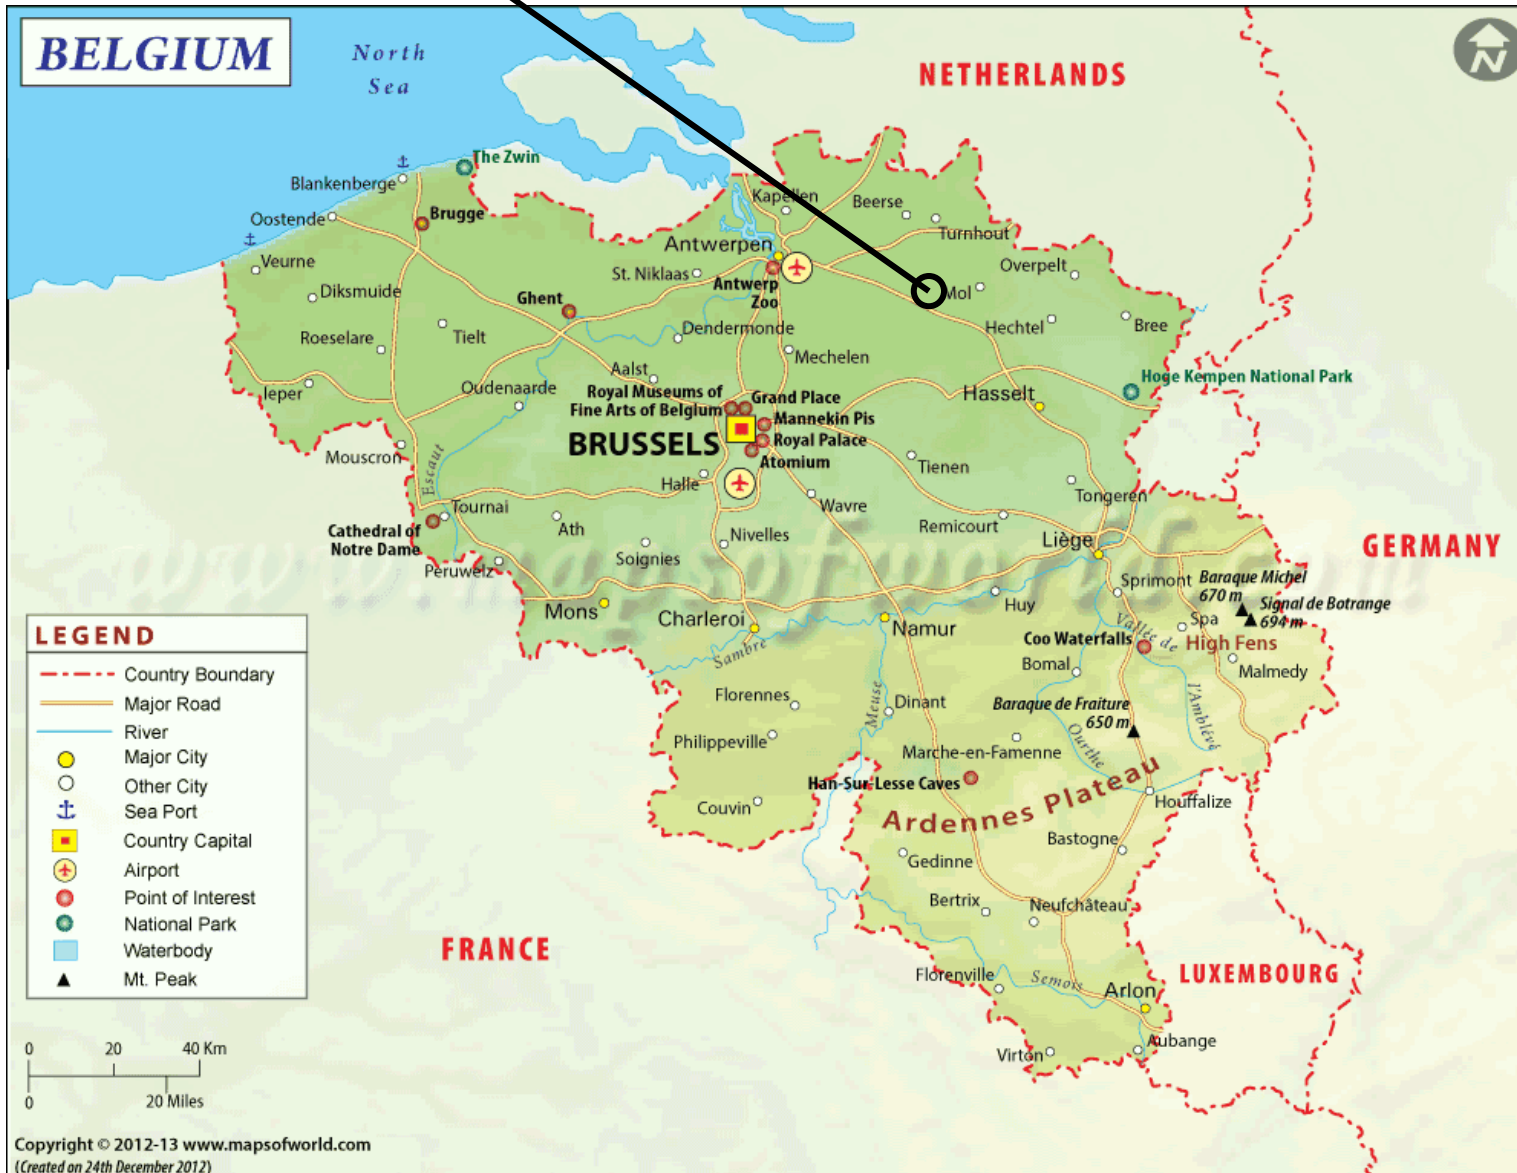 BELGIUM
North
Sea
NETHERLANDS
The Zwin
Blankenberge
Oostende
Brugge
Kapellen
Beerse
Turnhout
Veurne
Antwerpen
St. Niklaas
Antwerp
Zoo
Overpelt
Mol
Diksmuide
Ghent
Roeselare
Tielt
Dendermonde
Mechelen
Hechtel
Bree
Ieper
Oudenaarde
Aalst
Royal Museums of
Fine Arts of Belgium
Grand Place
Mannekin Pis
Royal Palace
Atomium
BRUSSELS
Hasselt
Hoge Kempen National Park
Mouscron
Escaut
Tournai
Cathedral of
Notre Dame
Peruwelz
Ath
Soignies
Halle
Nivelles
Wavre
Tienen
Remicourt
Tongeren
Liège
GERMANY
www.mapsofworld.com
Mons
Charleroi
Sambre
Namur
Huy
Sprimont
Baraque Michel
670 m
Signal de Botrange
694 m
Spa
Vallée de
l'Amblévé
Coo Waterfalls
High Fens
Malmedy
Bomal
Florennes
Philippeville
Couvin
Meuse
Dinant
Baraque de Fraiture
650 m
Ourthe
Marche-en-Famenne
Han-Sur-Lesse Caves
Ardennes Plateau
Houffalize
Bastogne
Gedinne
Bertrix
Neufchâteau
FRANCE
Florenville
Semois
Arlon
LUXEMBOURG
Virton
Aubange
LEGEND
Country Boundary
Major Road
River
Major City
Other City
Sea Port
Country Capital
Airport
Point of Interest
National Park
Waterbody
Mt. Peak
0 20 40 Km
0 20 Miles
Copyright © 2012-13 www.mapsofworld.com
(Created on 24th December 2012)
N